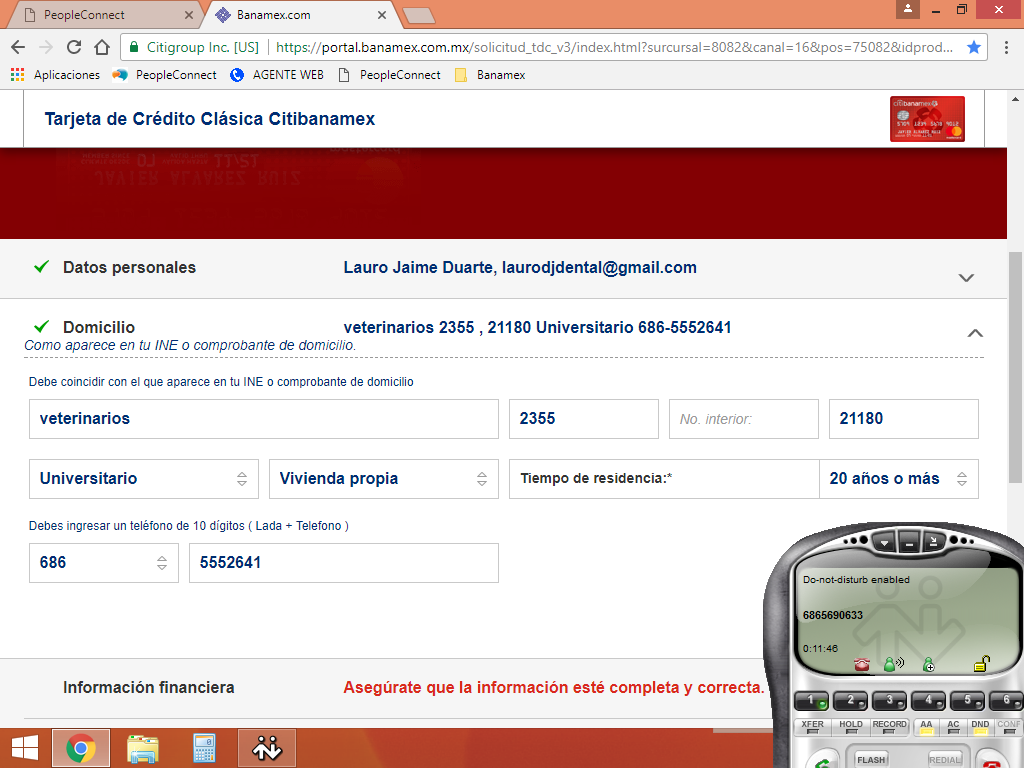 PeopleConnect
Banamex.com
Citigroup Inc. [US]
https://portal.banamex.com.mx/solicitud_tdc_v3/index.html?surcursal=8082&canal=16&pos=75082&idprod...
Aplicaciones
PeopleConnect
AGENTE WEB
PeopleConnect
Banamex
Tarjeta de Crédito Clásica Citibanamex
citibanamex
JAVIER ALVAREZ RUIZ
Datos personales
Lauro Jaime Duarte, laurodjdental@gmail.com
Domicilio
veterinarios 2355 , 21180 Universitario 686-5552641
Como aparece en tu INE o comprobante de domicilio.
Debe coincidir con el que aparece en tu INE o comprobante de domicilio
veterinarios
2355
No. interior:
21180
Universitario
Vivienda propia
Tiempo de residencia:*
20 años o más
Debes ingresar un teléfono de 10 dígitos ( Lada + Telefono )
686
5552641
Información financiera
Asegúrate que la información esté completa y correcta.
Do-not-disturb enabled
6865690633
0:11:46
1 2 3 4 5 6
XFER HOLD RECORD AA AC DND CONF
FLASH
REDIAL